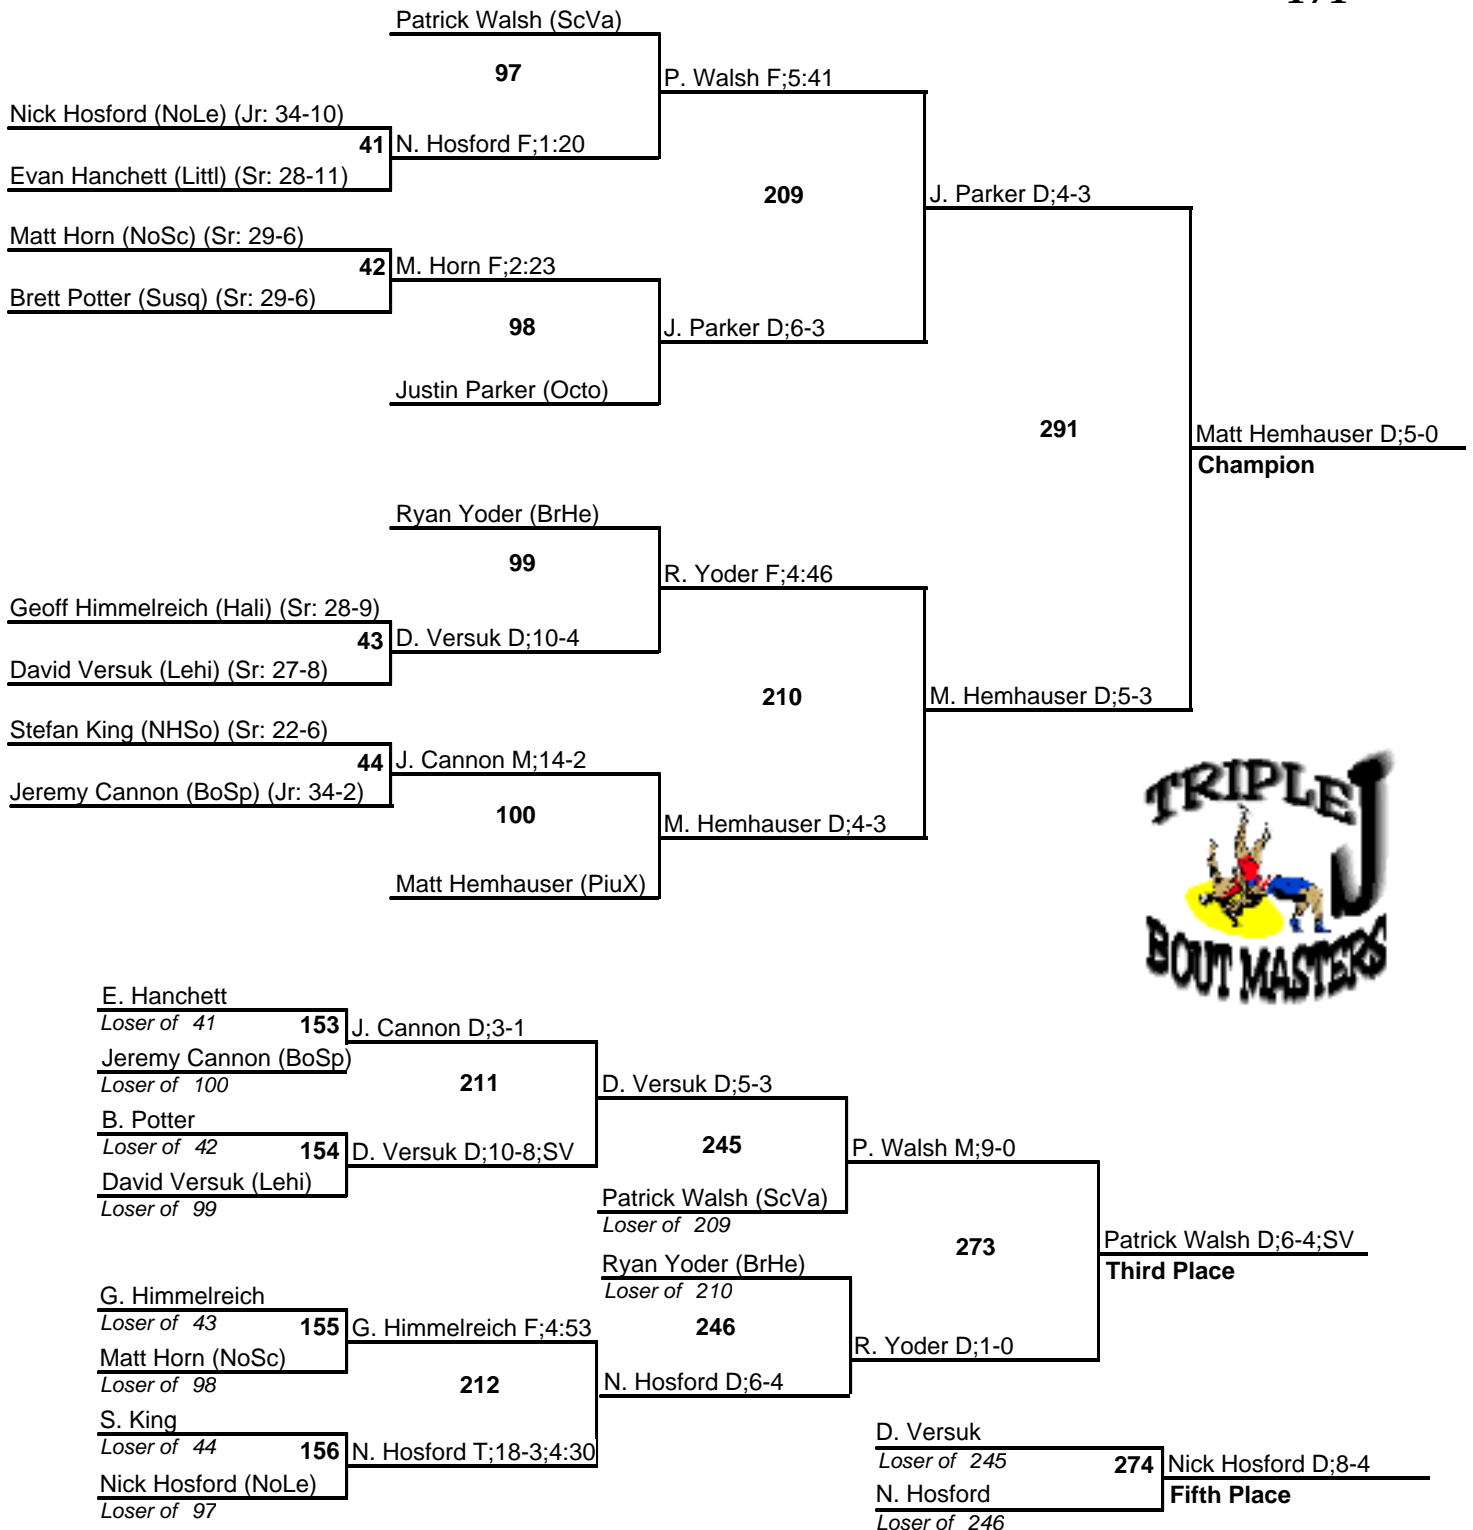 Patrick Walsh (ScVa)
97
P. Walsh F;5:41
Nick Hosford (NoLe) (Jr: 34-10)
41
N. Hosford F;1:20
Evan Hanchett (Littl) (Sr: 28-11)
209
J. Parker D;4-3
Matt Horn (NoSc) (Sr: 29-6)
42
M. Horn F;2:23
Brett Potter (Susq) (Sr: 29-6)
98
J. Parker D;6-3
Justin Parker (Octo)
291
Matt Hemhauser D;5-0
Champion
Ryan Yoder (BrHe)
99
R. Yoder F;4:46
Geoff Himmelreich (Hali) (Sr: 28-9)
43
D. Versuk D;10-4
David Versuk (Lehi) (Sr: 27-8)
210
M. Hemhauser D;5-3
Stefan King (NHSo) (Sr: 22-6)
44
J. Cannon M;14-2
Jeremy Cannon (BoSp) (Jr: 34-2)
100
M. Hemhauser D;4-3
Matt Hemhauser (PiuX)
TRIPLE J
BOUT MASTERS
E. Hanchett
Loser of 41
153
J. Cannon D;3-1
Jeremy Cannon (BoSp)
Loser of 100
211
D. Versuk D;5-3
B. Potter
Loser of 42
154
D. Versuk D;10-8;SV
David Versuk (Lehi)
Loser of 99
245
P. Walsh M;9-0
Patrick Walsh (ScVa)
Loser of 209
273
Patrick Walsh D;6-4;SV
Third Place
Ryan Yoder (BrHe)
Loser of 210
G. Himmelreich
Loser of 43
155
G. Himmelreich F;4:53
246
R. Yoder D;1-0
Matt Horn (NoSc)
Loser of 98
212
N. Hosford D;6-4
S. King
Loser of 44
156
N. Hosford T;18-3;4:30
Nick Hosford (NoLe)
Loser of 97
D. Versuk
Loser of 245
274
Nick Hosford D;8-4
Fifth Place
N. Hosford
Loser of 246